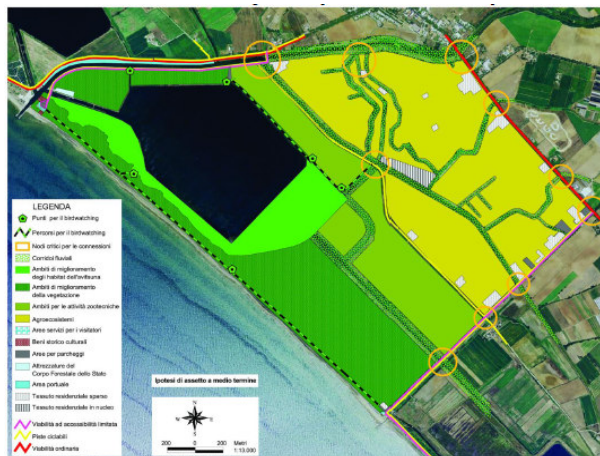 LEGENDA
Punti per il birdwatching
Percorsi per il birdwatching
Nodi critici per le connessioni
Corridoi fluviali
Ambiti di miglioramento
degli habitat dell'avifauna
Ambiti di miglioramento
della vegetazione
Ambiti per le attività zootecniche
Agroecosistemi
Aree servizi per i visitatori
Beni storico culturali
Aree per parcheggi
Attrezzature del
Corpo Forestale dello Stato
Area portuale
Tessuto residenziale sparso
Tessuto residenziale in nucleo
Viabilità ad accessibilità limitata
Piste ciclabili
Viabilità ordinaria
Ipotesi di assetto a medio termine
200 0 200 Metri
1:13.000